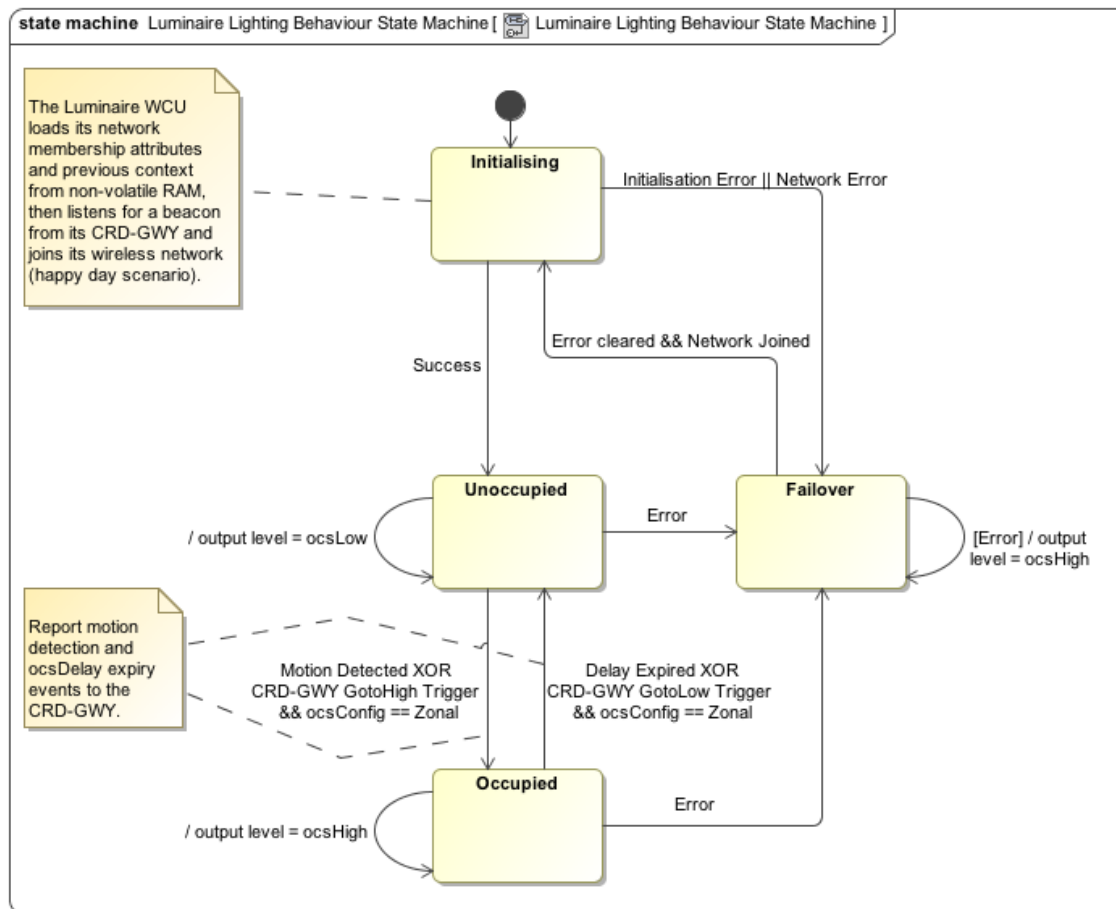 state machine Luminaire Lighting Behaviour State Machine [ Luminaire Lighting Behaviour State Machine ]
The Luminaire WCU
loads its network
membership attributes
and previous context
from non-volatile RAM,
then listens for a beacon
from its CRD-GWY and
joins its wireless network
(happy day scenario).
Initialising
Initialisation Error || Network Error
Error cleared && Network Joined
Success
Unoccupied
/ output level = ocsLow
Error
Failover
[Error] / output
level = ocsHigh
Report motion
detection and
ocsDelay expiry
events to the
CRD-GWY.
Motion Detected XOR
CRD-GWY GotoHigh Trigger
&& ocsConfig == Zonal
Delay Expired XOR
CRD-GWY GotoLow Trigger
&& ocsConfig == Zonal
Occupied
/ output level = ocsHigh
Error